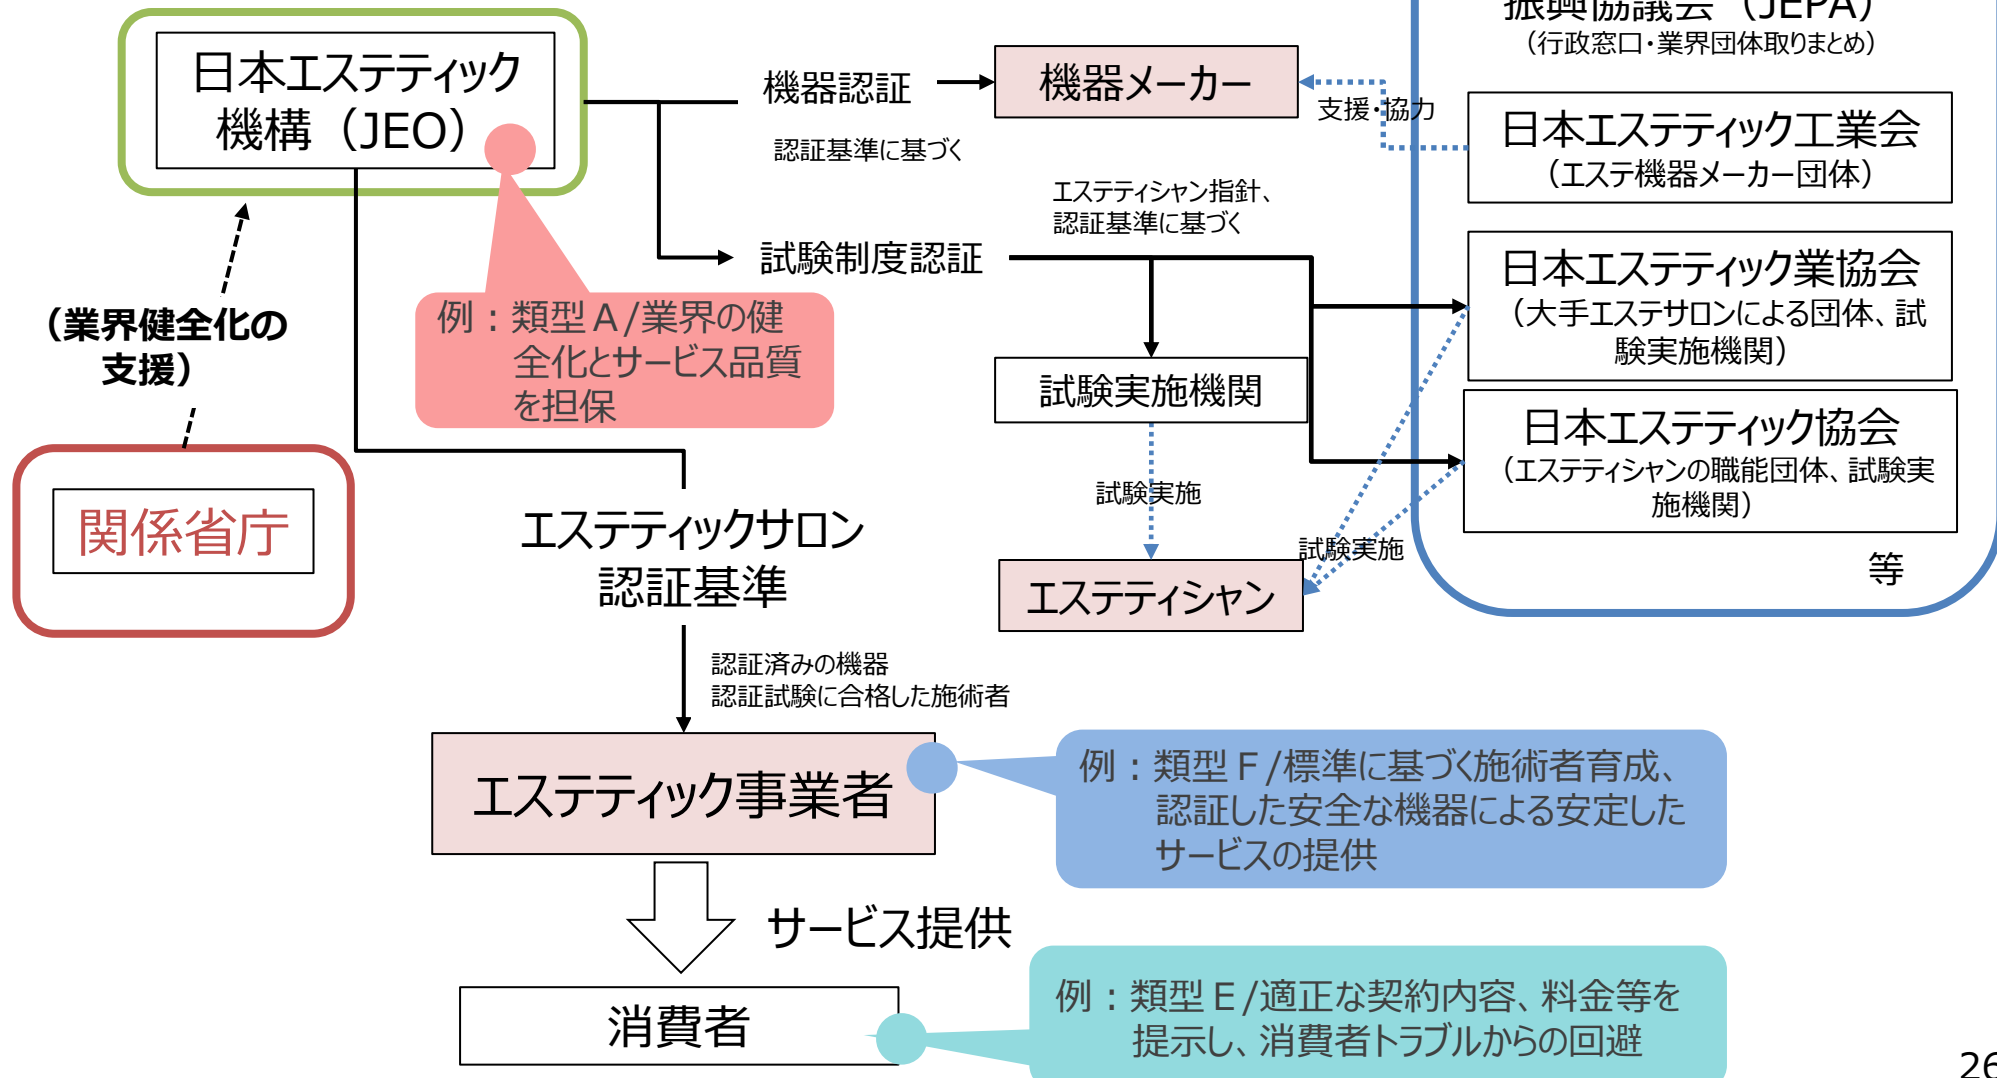 振興協議会（JEPA）
（行政窓口・業界団体取りまとめ）
日本エステティック
機構（JEO）
機器認証
認証基準に基づく
機器メーカー
支援・協力
日本エステティック工業会
（エステ機器メーカー団体）
エステティシャン指針、
認証基準に基づく
試験制度認証
日本エステティック業協会
（大手エステサロンによる団体、試
験実施機関）
（業界健全化の
支援）
例：類型Ａ/業界の健
全化とサービス品質
を担保
試験実施機関
日本エステティック協会
（エステティシャンの職能団体、試験実
施機関）
等
関係省庁
試験実施
試験実施
エステティックサロン
認証基準
エステティシャン
認証済みの機器
認証試験に合格した施術者
エステティック事業者
例：類型Ｆ/標準に基づく施術者育成、
認証した安全な機器による安定した
サービスの提供
サービス提供
消費者
例：類型Ｅ/適正な契約内容、料金等を
提示し、消費者トラブルからの回避
26